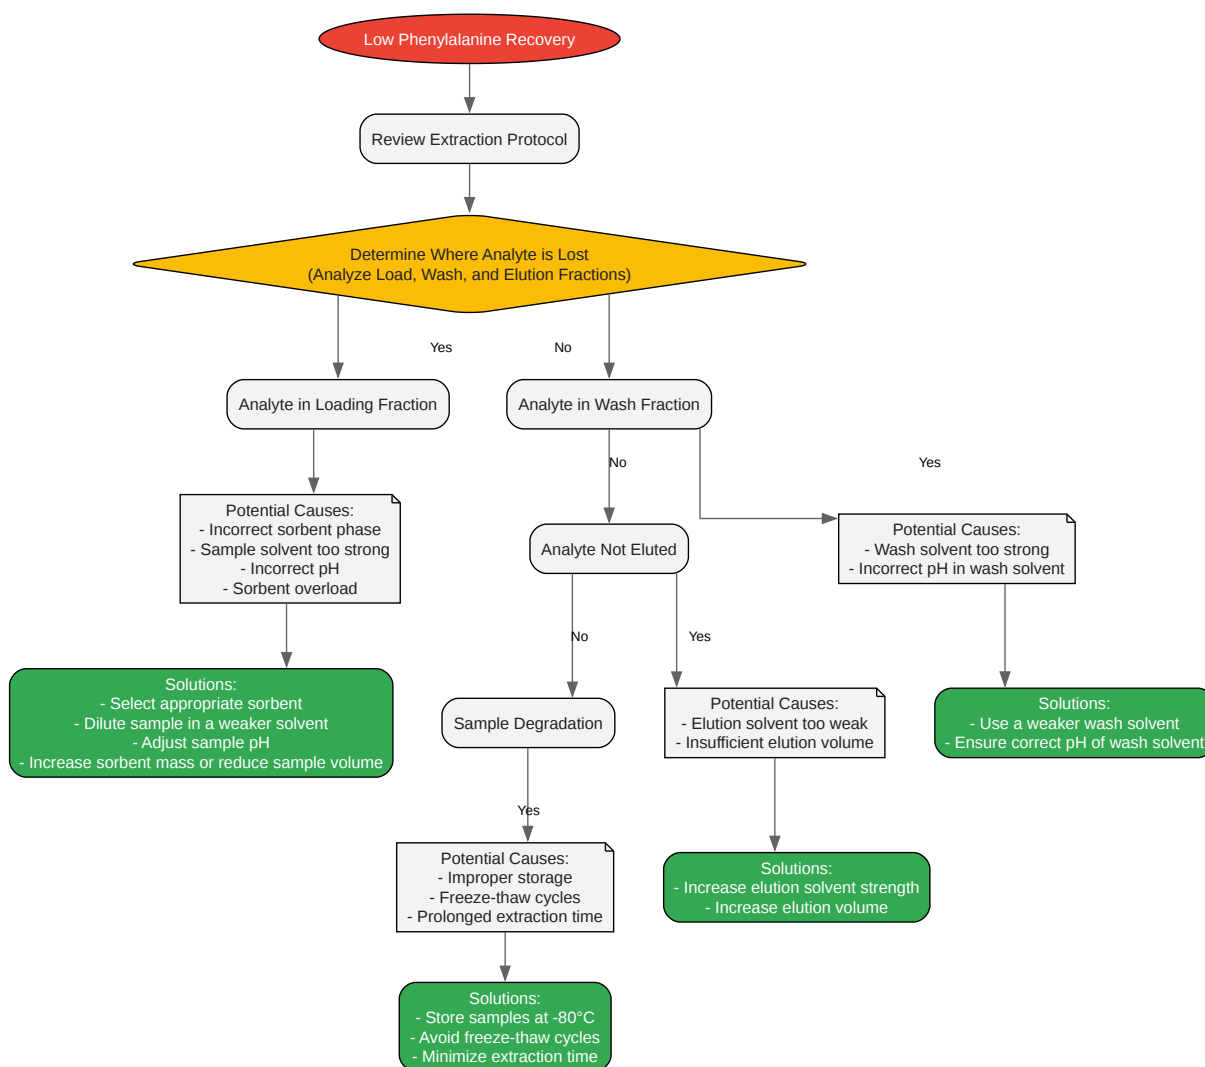 Low Phenylalanine Recovery
Review Extraction Protocol
Determine Where Analyte is Lost
(Analyze Load, Wash, and Elution Fractions)
Yes
No
Analyte in Loading Fraction
Analyte in Wash Fraction
No
Yes
Potential Causes:
- Incorrect sorbent phase
- Sample solvent too strong
- Incorrect pH
- Sorbent overload
Analyte Not Eluted
Potential Causes:
- Wash solvent too strong
- Incorrect pH in wash solvent
No
Yes
Solutions:
- Select appropriate sorbent
- Dilute sample in a weaker solvent
- Adjust sample pH
- Increase sorbent mass or reduce sample volume
Sample Degradation
Potential Causes:
- Elution solvent too weak
- Insufficient elution volume
Solutions:
- Use a weaker wash solvent
- Ensure correct pH of wash solvent
Yes
Potential Causes:
- Improper storage
- Freeze-thaw cycles
- Prolonged extraction time
Solutions:
- Increase elution solvent strength
- Increase elution volume
Solutions:
- Store samples at -80°C
- Avoid freeze-thaw cycles
- Minimize extraction time